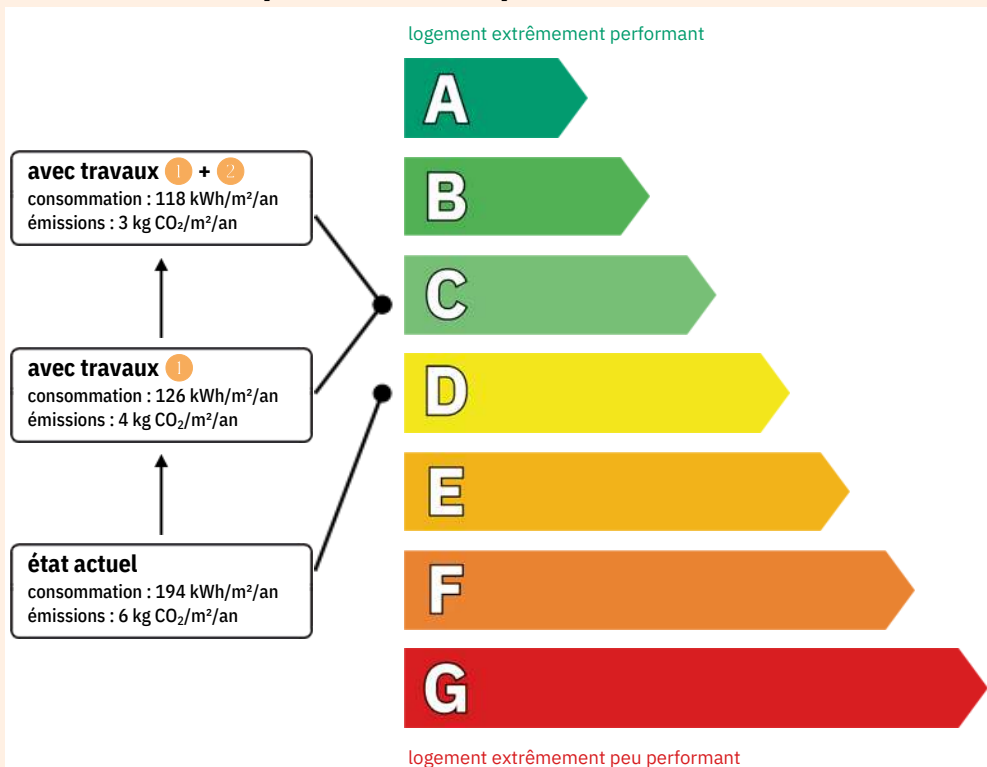 logement extrêmement performant
A
B
C
D
E
F
G
logement extrêmement peu performant
avec travaux 1 + 2
consommation : 118 kWh/m²/an
émissions : 3 kg CO₂/m²/an
avec travaux 1
consommation : 126 kWh/m²/an
émissions : 4 kg CO₂/m²/an
état actuel
consommation : 194 kWh/m²/an
émissions : 6 kg CO₂/m²/an